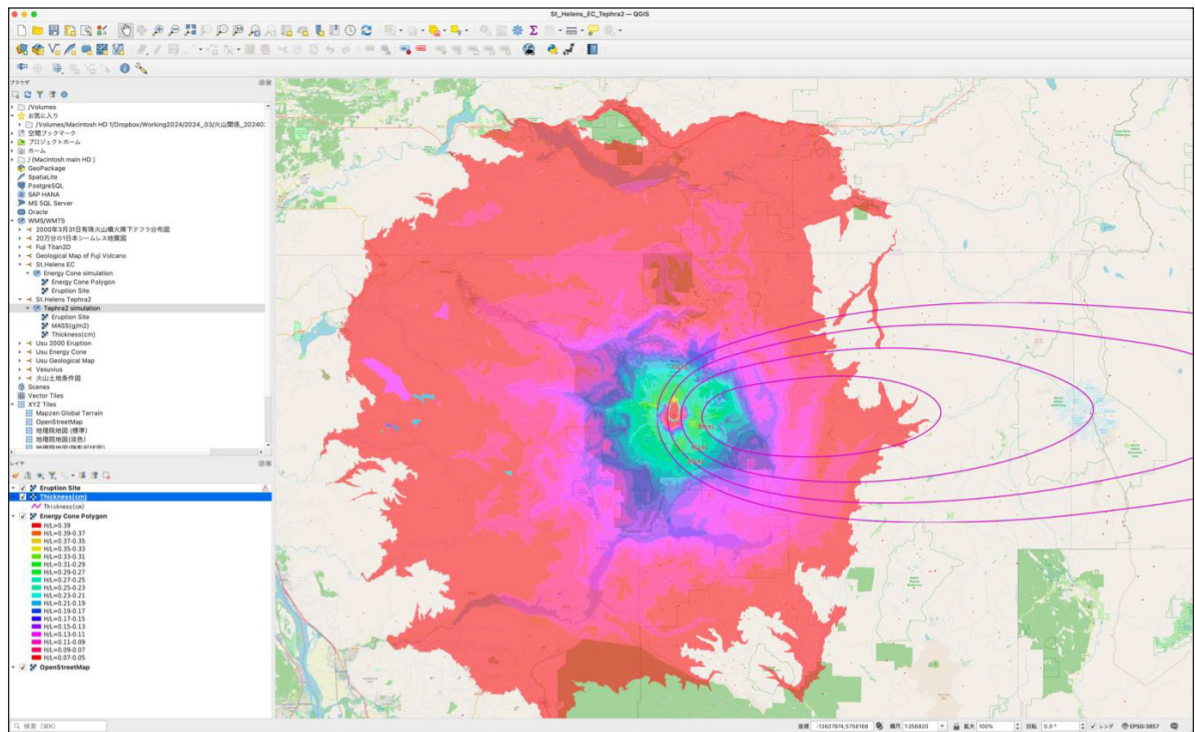 St_Helens_EC_Tephra2 — QGIS
ブラウザ
/Volumes
お気に入り
/Volumes/Macintosh HD 1/Dropbox/Working2024/2024_03/火山関係_20240
空間ブックマーク
プロジェクトホーム
ホーム
/ (Macintosh main HD )
GeoPackage
SpatiaLite
PostgreSQL
SAP HANA
MS SQL Server
Oracle
WMS/WMTS
2000年3月31日有珠火山噴火降下テフラ分布図
20万分の1日本シームレス地質図
Fuji Titan2D
Geological Map of Fuji Volcano
St.Helens EC
Energy Cone simulation
Energy Cone Polygon
Eruption Site
St.Helens Tephra2
Tephra2 simulation
Eruption Site
MASS(g/m2)
Thickness(cm)
Usu 2000 Eruption
Usu Energy Cone
Usu Geological Map
Vesuvius
火山土地条件図
Scenes
Vector Tiles
XYZ Tiles
Mapzen Global Terrain
OpenStreetMap
地理院地図 (標準)
地理院地図(淡色)
レイヤ
Eruption Site
Thickness(cm)
Thickness(cm)
Energy Cone Polygon
H/L>0.39
H/L=0.39-0.37
H/L=0.37-0.35
H/L=0.35-0.33
H/L=0.33-0.31
H/L=0.31-0.29
H/L=0.29-0.27
H/L=0.27-0.25
H/L=0.25-0.23
H/L=0.23-0.21
H/L=0.21-0.19
H/L=0.19-0.17
H/L=0.17-0.15
H/L=0.15-0.13
H/L=0.13-0.11
H/L=0.11-0.09
H/L=0.09-0.07
H/L=0.07-0.05
OpenStreetMap
検索 (⌘K)
座標 -13627874,5756168 縮尺 1:256820 拡大 100% 回転 0.0° レンダ EPSG:3857